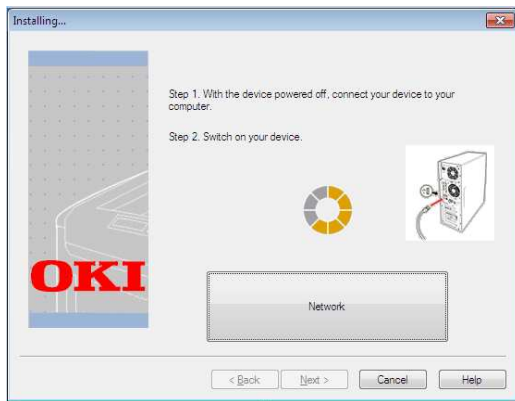 Installing...
Step 1. With the device powered off, connect your device to your
computer.
Step 2. Switch on your device.
OKI
Network
< Back
Next >
Cancel
Help